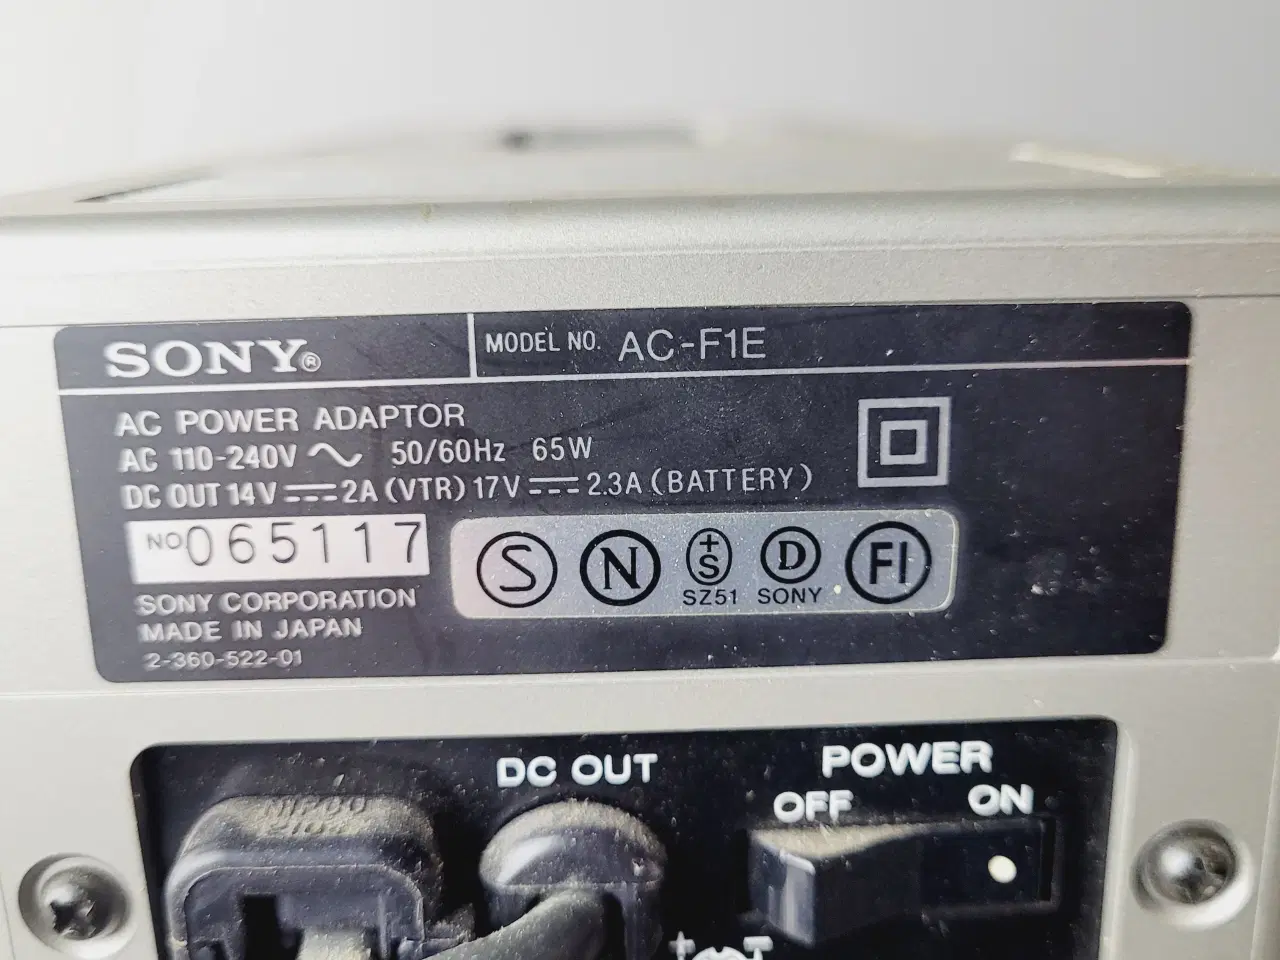 SONY®
MODEL NO. AC-F1E
AC POWER ADAPTOR
AC 110-240V ~ 50/60Hz 65W
DC OUT 14V ⎓ 2A (VTR) 17V ⎓ 2.3A (BATTERY)
NO 065117
S N +S D FI
SZ51 SONY
SONY CORPORATION
MADE IN JAPAN
2-360-522-01
DC OUT
POWER
OFF ON